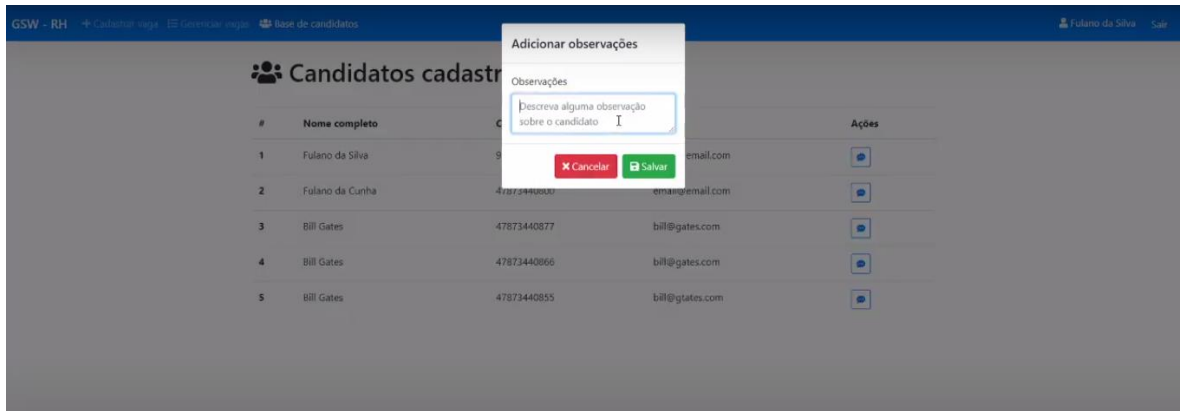 GSW - RH Cadastrar vaga Gerenciar vagas Base de candidatos Fulano da Silva Sair
Adicionar observações
Candidatos cadastr
Observações
Descreva alguma observação
sobre o candidato
# Nome completo C Ações
1 Fulano da Silva 9 email.com
Cancelar Salvar
2 Fulano da Cunha 47873440800 email@email.com
3 Bill Gates 47873440877 bill@gates.com
4 Bill Gates 47873440866 bill@gates.com
5 Bill Gates 47873440855 bill@gtates.com